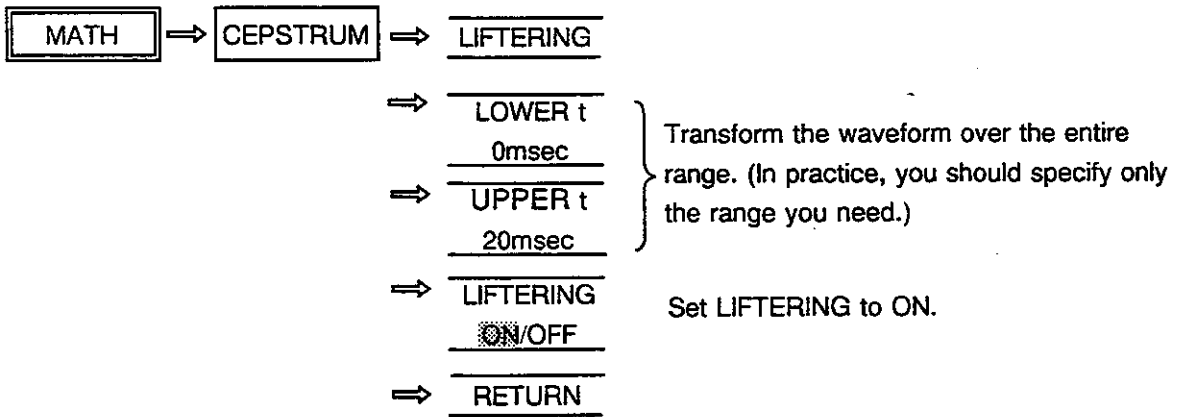 MATH ⇒ CEPSTRUM ⇒ LIFTERING
⇒ LOWER t
0msec
⇒ UPPER t
20msec
Transform the waveform over the entire
range. (In practice, you should specify only
the range you need.)
⇒ LIFTERING
ON/OFF
Set LIFTERING to ON.
⇒ RETURN